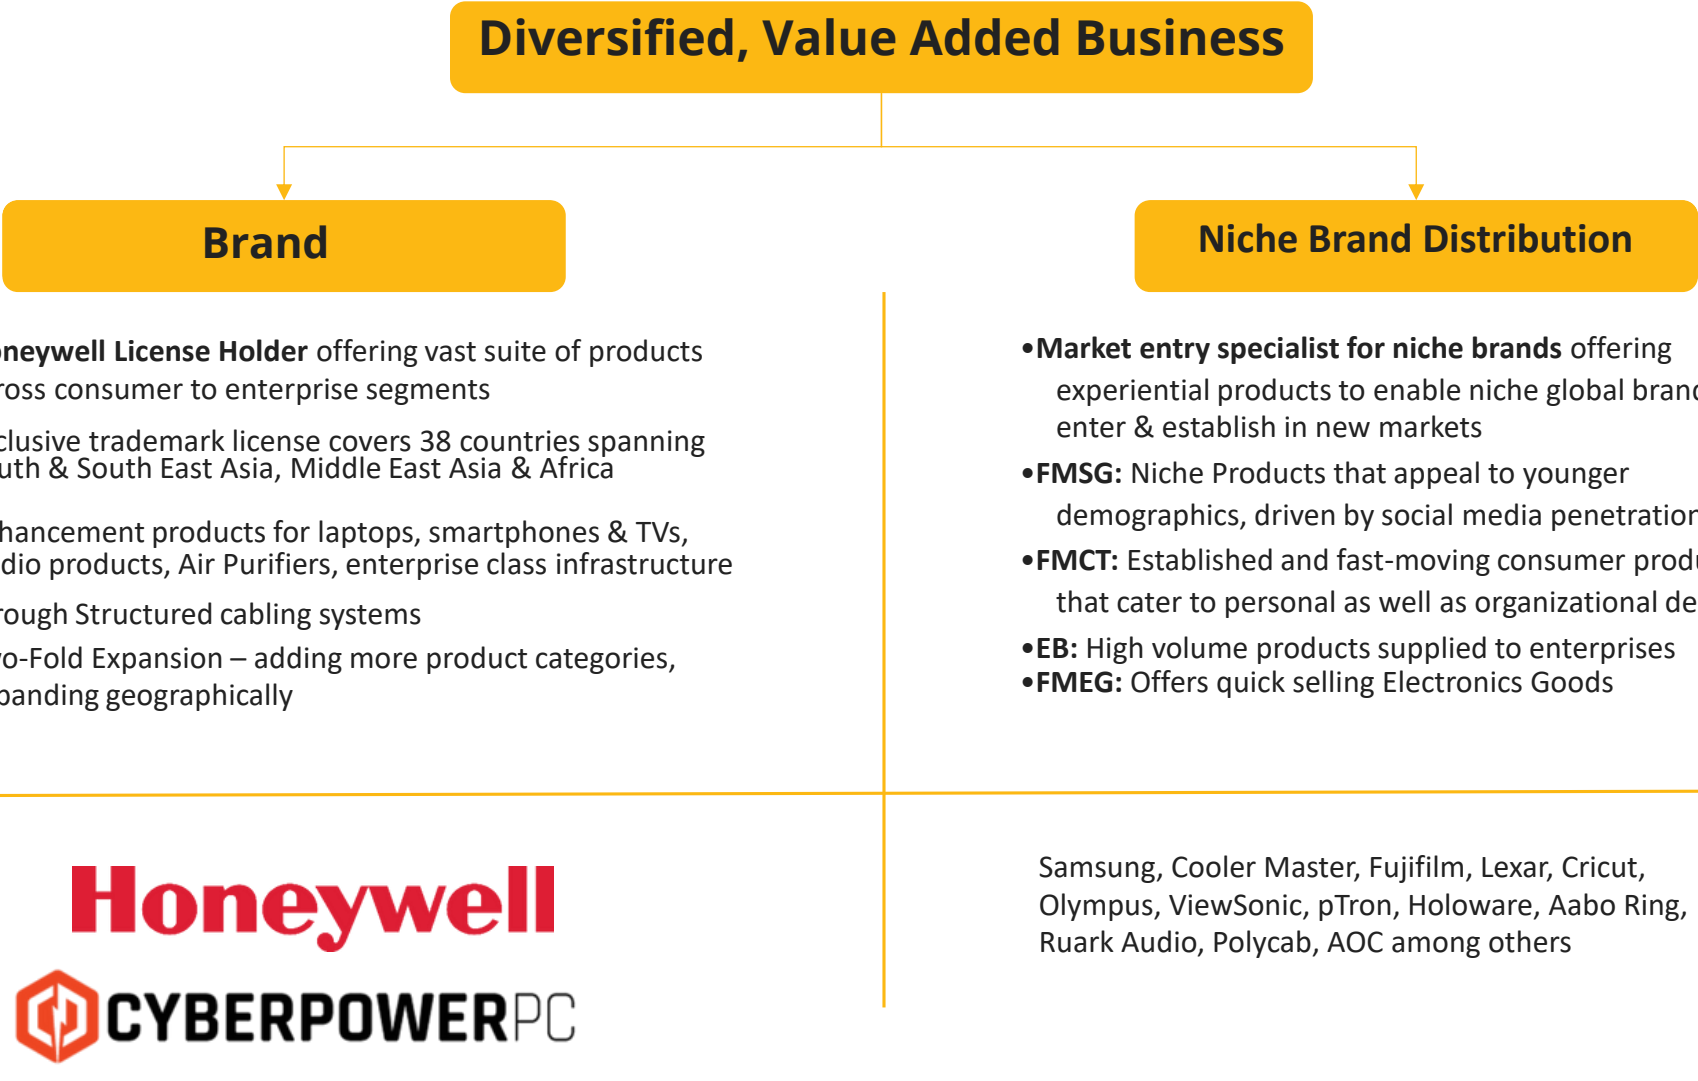 Diversified, Value Added Business
Brand
Niche Brand Distribution
oneywell License Holder offering vast suite of products
ross consumer to enterprise segments
clusive trademark license covers 38 countries spanning
uth & South East Asia, Middle East Asia & Africa
hancement products for laptops, smartphones & TVs,
dio products, Air Purifiers, enterprise class infrastructure
rough Structured cabling systems
vo-Fold Expansion – adding more product categories,
panding geographically
•Market entry specialist for niche brands offering
experiential products to enable niche global brand
enter & establish in new markets
•FMSG: Niche Products that appeal to younger
demographics, driven by social media penetration
•FMCT: Established and fast-moving consumer produ
that cater to personal as well as organizational de
•EB: High volume products supplied to enterprises
•FMEG: Offers quick selling Electronics Goods
Honeywell
CYBERPOWERPC
Samsung, Cooler Master, Fujifilm, Lexar, Cricut,
Olympus, ViewSonic, pTron, Holoware, Aabo Ring,
Ruark Audio, Polycab, AOC among others